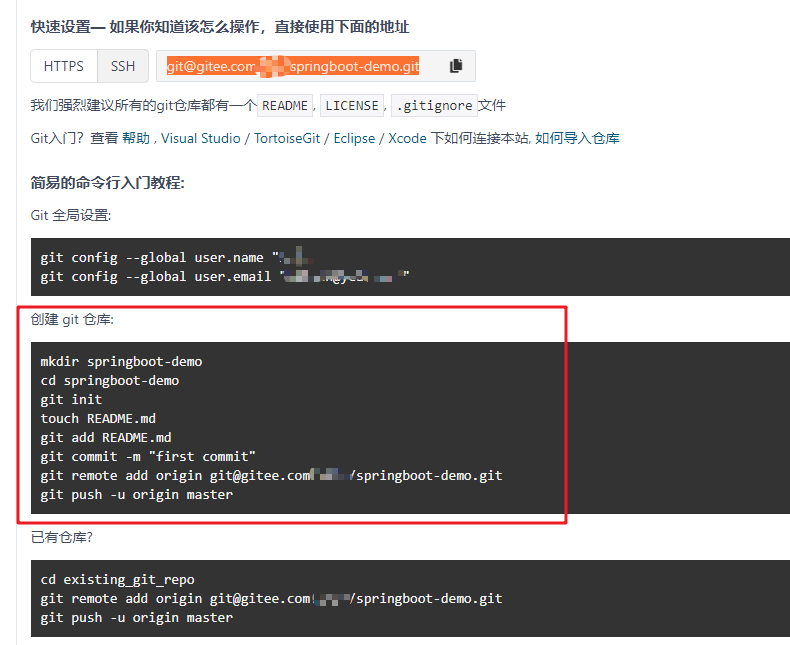 快速设置— 如果你知道该怎么操作，直接使用下面的地址
HTTPS SSH git@gitee.com springboot-demo.git
我们强烈建议所有的git仓库都有一个 README , LICENSE , .gitignore 文件
Git入门？查看 帮助 , Visual Studio / TortoiseGit / Eclipse / Xcode 下如何连接本站, 如何导入仓库
简易的命令行入门教程:
Git 全局设置:
git config --global user.name "
git config --global user.email " "
创建 git 仓库:
mkdir springboot-demo
cd springboot-demo
git init
touch README.md
git add README.md
git commit -m "first commit"
git remote add origin git@gitee.com /springboot-demo.git
git push -u origin master
已有仓库?
cd existing_git_repo
git remote add origin git@gitee.com /springboot-demo.git
git push -u origin master